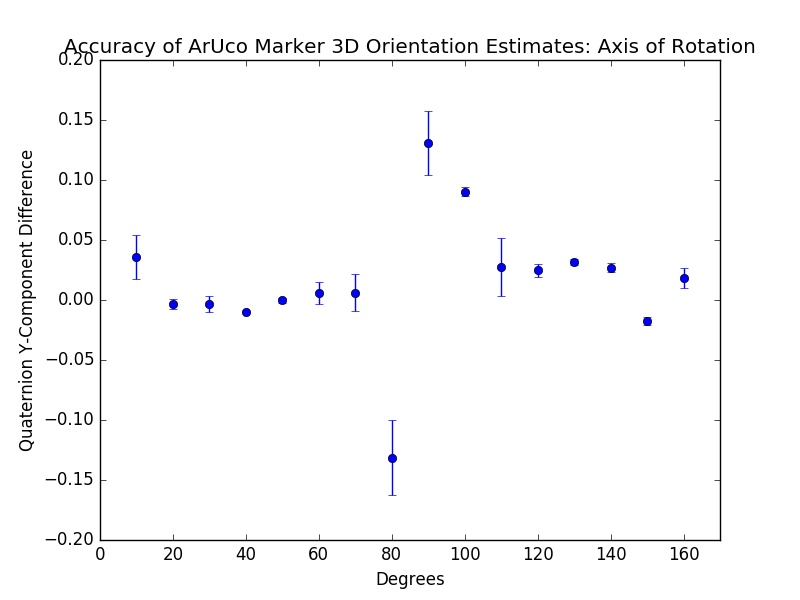 Accuracy of ArUco Marker 3D Orientation Estimates: Axis of Rotation
0.20
0.15
0.10
0.05
0.00
−0.05
−0.10
−0.15
−0.20
Quaternion Y-Component Difference
0 20 40 60 80 100 120 140 160
Degrees